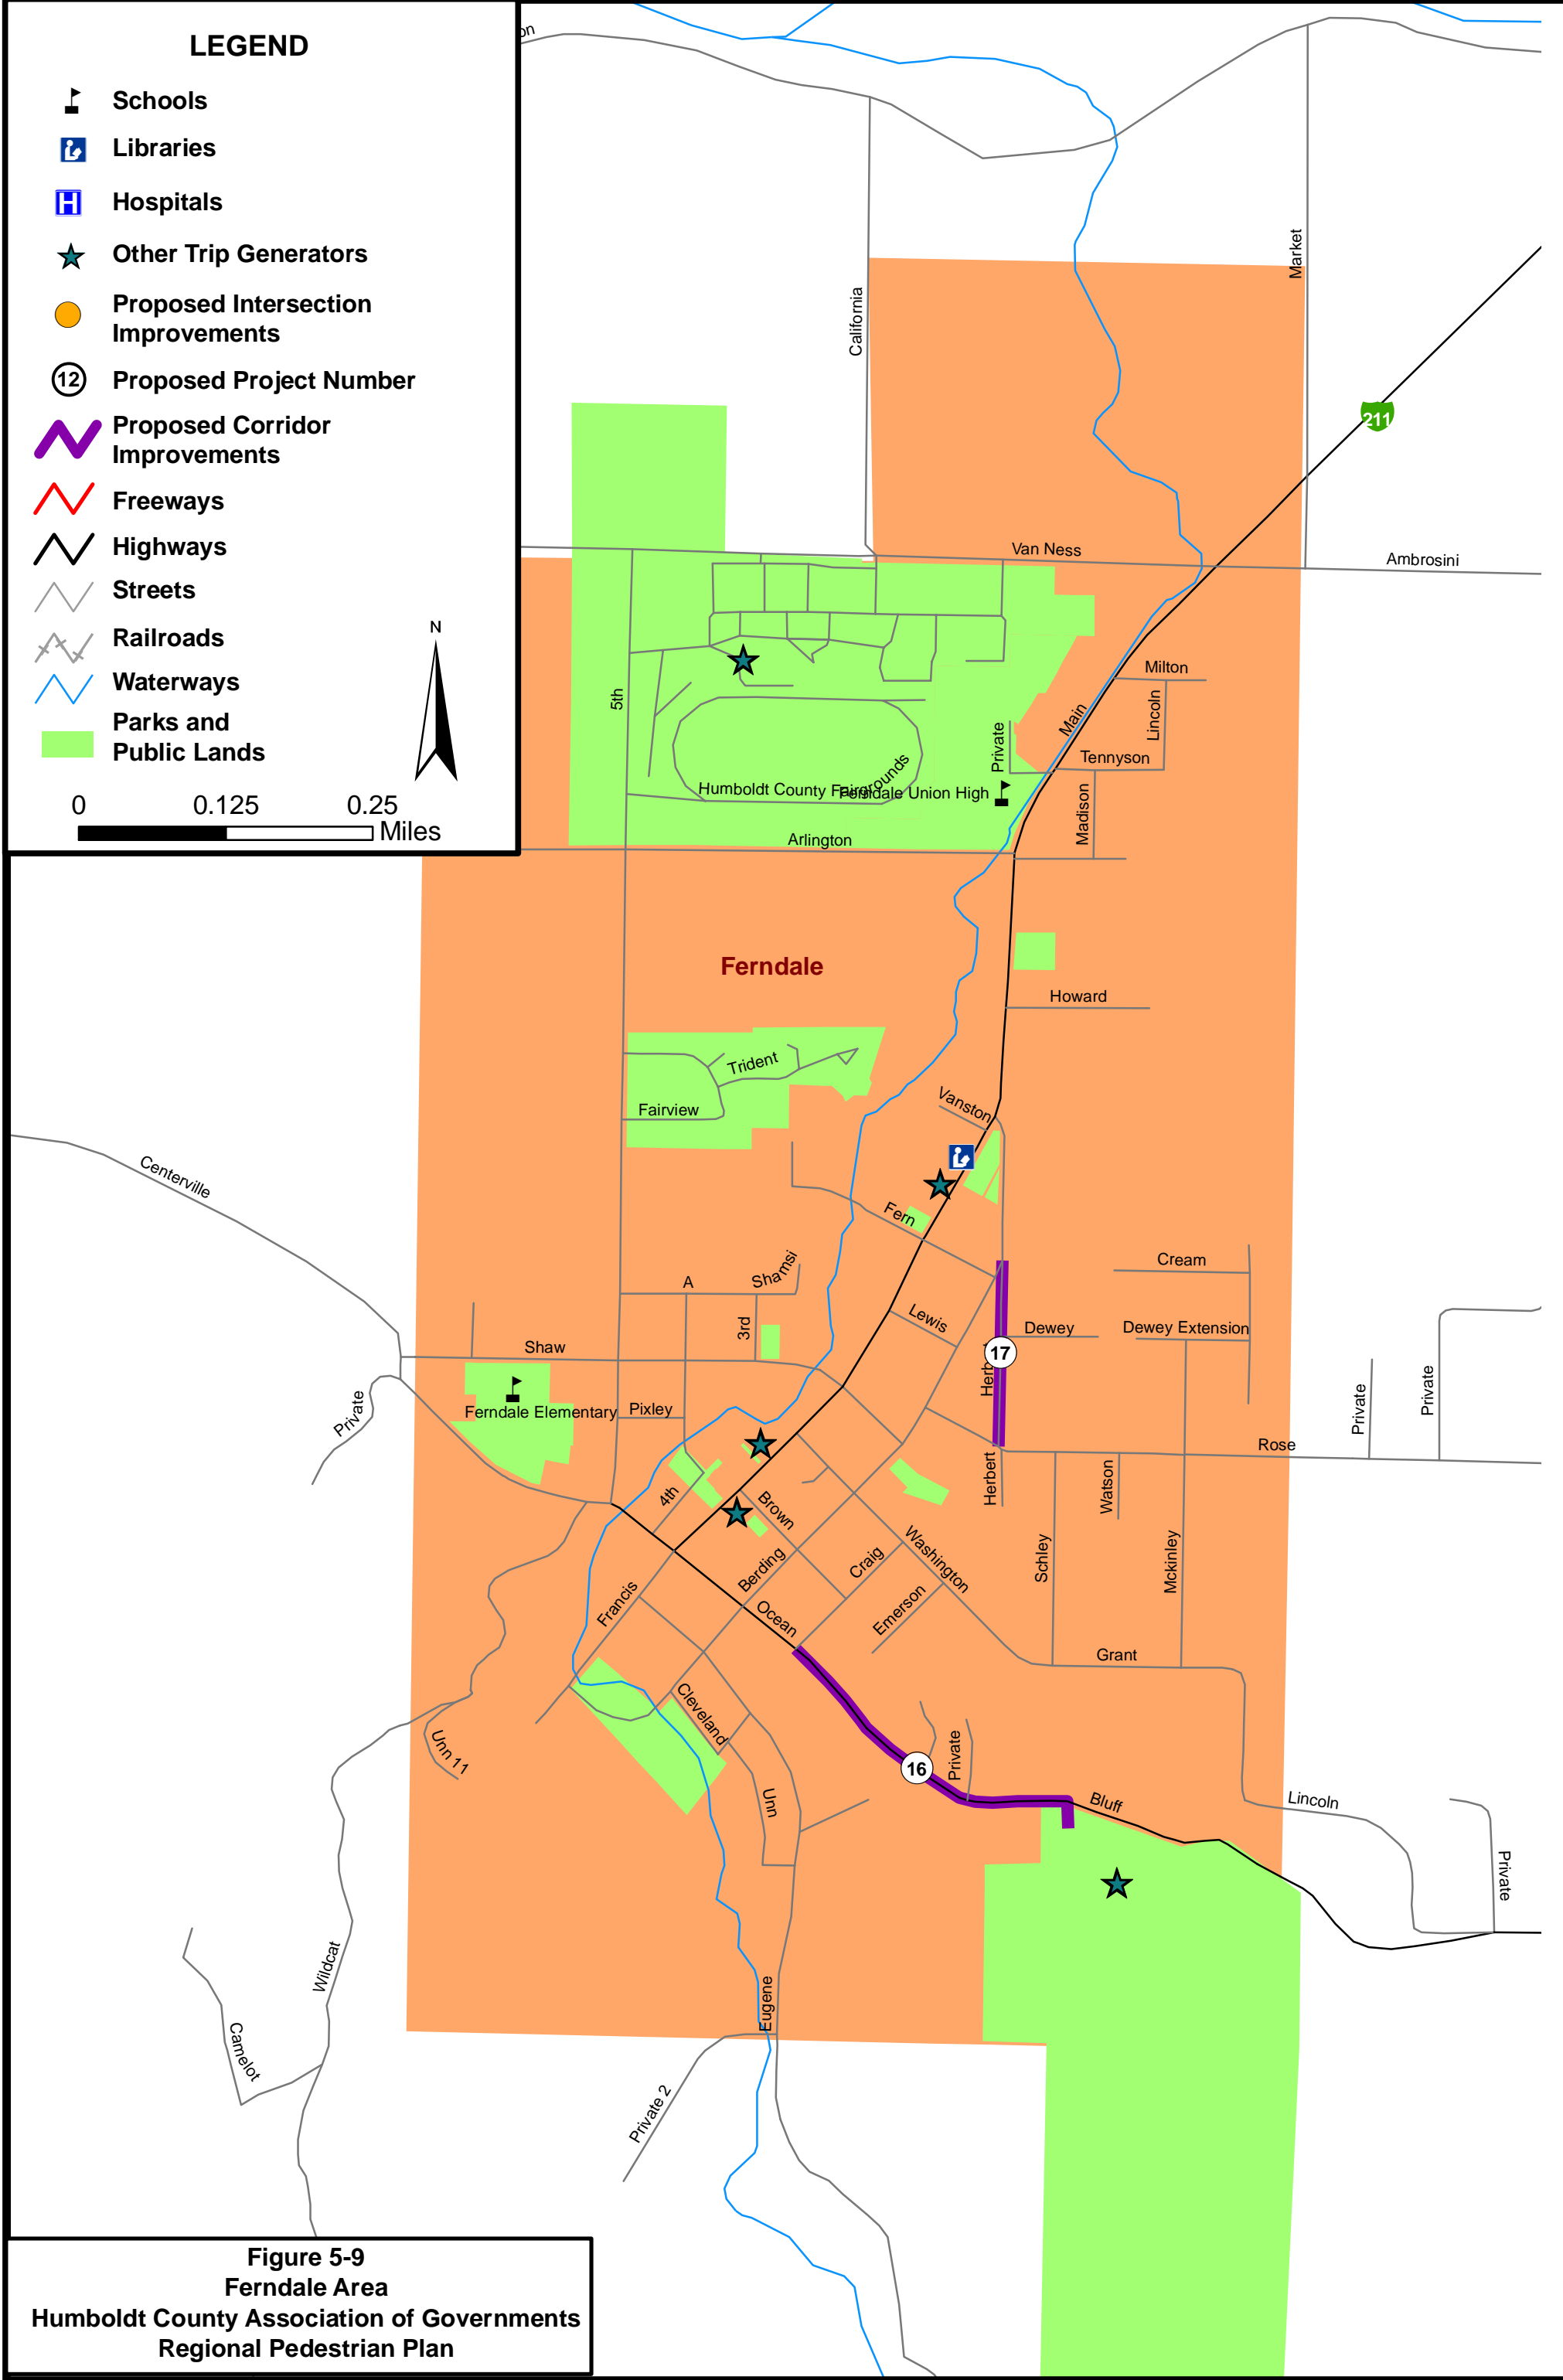 LEGEND
Schools
Libraries
H
Hospitals
Other Trip Generators
Proposed Intersection
Improvements
12
Proposed Project Number
Proposed Corridor
Improvements
Freeways
Highways
Streets
Railroads
Waterways
Parks and
Public Lands
N
0 0.125 0.25
Miles
on
California
Market
211
Van Ness
Ambrosini
5th
Milton
Lincoln
Main
Private
Tennyson
Madison
Humboldt County Fairgrounds
Ferndale Union High
Arlington
Ferndale
Howard
Trident
Fairview
Vanston
Centerville
Fern
Cream
A
Shamsi
3rd
Lewis
Dewey
Dewey Extension
Shaw
17
Private
Ferndale Elementary
Pixley
Private
Private
Rose
4th
Brown
Herbert
Watson
Washington
Schley
Mckinley
Berding
Craig
Francis
Emerson
Ocean
Grant
Cleveland
Unn 11
Private
16
Unn
Bluff
Lincoln
Private
Wildcat
Eugene
Camelot
Private 2
Figure 5-9
Ferndale Area
Humboldt County Association of Governments
Regional Pedestrian Plan